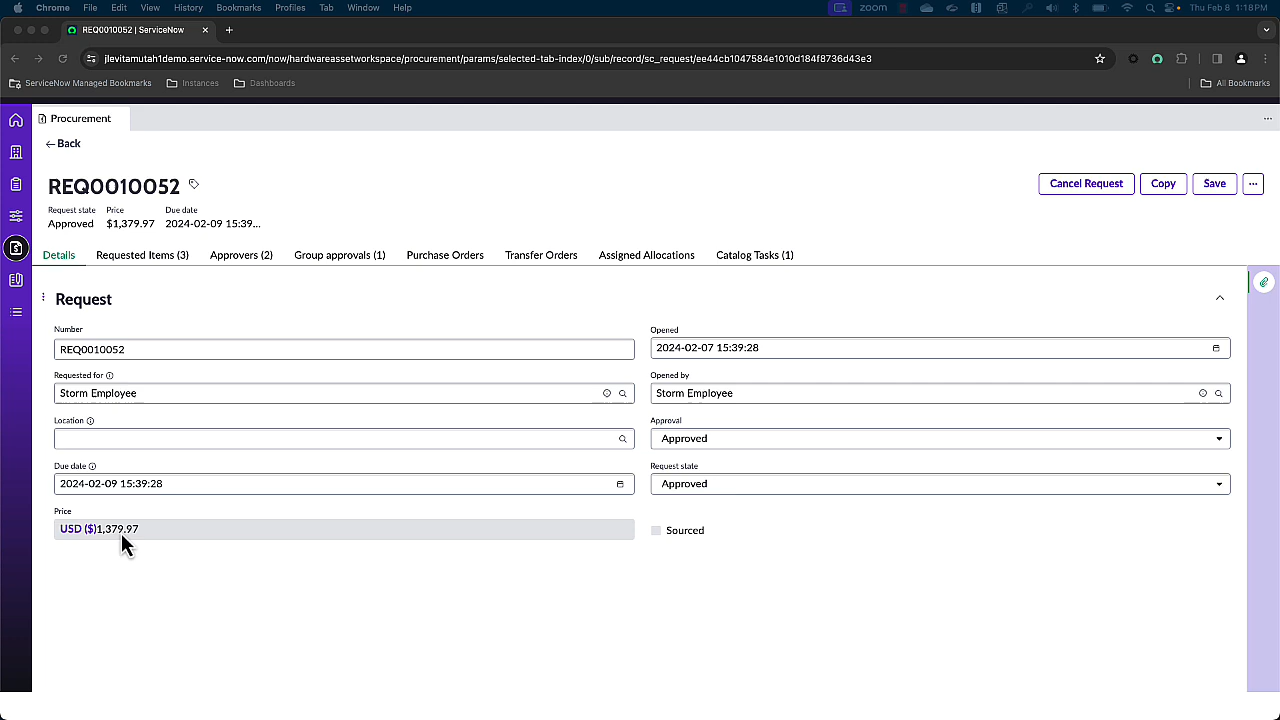 Chrome File Edit View History Bookmarks Profiles Tab Window Help zoom Thu Feb 8 1:18 PM
REQ0010052 | ServiceNow
jlevitamutah1demo.service-now.com/now/hardwareassetworkspace/procurement/params/selected-tab-index/0/sub/record/sc_request/ee44cb1047584e1010d184f8736d43e3
ServiceNow Managed Bookmarks Instances Dashboards All Bookmarks
Procurement
Back
REQ0010052
Cancel Request Copy Save
Request state Price Due date
Approved $1,379.97 2024-02-09 15:39...
Details Requested Items (3) Approvers (2) Group approvals (1) Purchase Orders Transfer Orders Assigned Allocations Catalog Tasks (1)
Request
Number Opened
REQ0010052 2024-02-07 15:39:28
Requested for Opened by
Storm Employee Storm Employee
Location Approval
Approved
Due date Request state
2024-02-09 15:39:28 Approved
Price
USD ($)1,379.97 Sourced